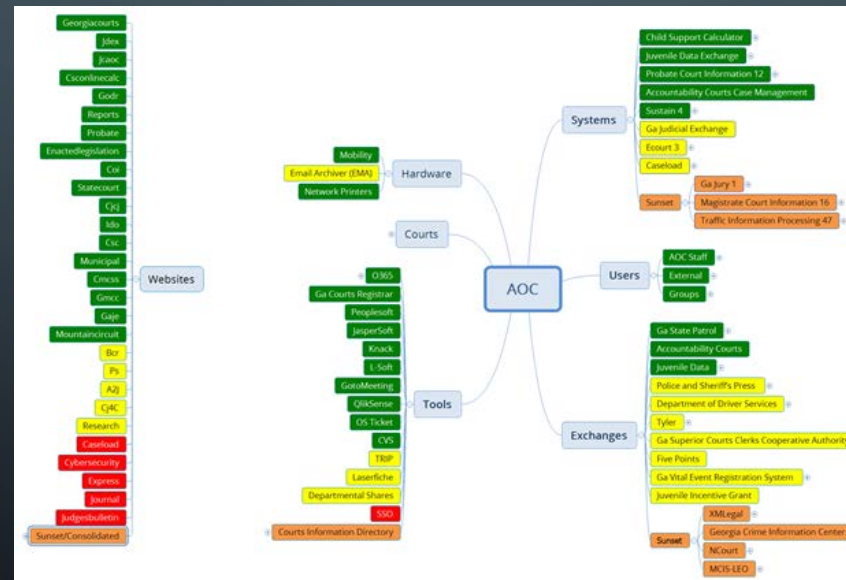 Georgiacourts
Jdex
Jcaoc
Csconlinecalc
Godr
Reports
Probate
Enactedlegislation
Coi
Statecourt
Cjcj
Ido
Csc
Municipal
Cmcss
Gmcc
Gaje
Mountaincircuit
Bcr
Ps
A2J
Cj4C
Research
Caseload
Cybersecurity
Express
Journal
Judgesbulletin
Sunset/Consolidated
Websites
Mobility
Email Archiver (EMA)
Network Printers
Hardware
Courts
O365
Ga Courts Registrar
Peoplesoft
JasperSoft
Knack
L-Soft
GotoMeeting
QlikSense
OS Ticket
CVS
TRIP
Laserfiche
Departmental Shares
SSO
Courts Information Directory
Tools
AOC
Systems
Child Support Calculator
Juvenile Data Exchange
Probate Court Information 12
Accountability Courts Case Management
Sustain 4
Ga Judicial Exchange
Ecourt 3
Caseload
Sunset
Ga Jury 1
Magistrate Court Information 16
Traffic Information Processing 47
Users
AOC Staff
External
Groups
Exchanges
Ga State Patrol
Accountability Courts
Juvenile Data
Police and Sheriff's Press
Department of Driver Services
Tyler
Ga Superior Courts Clerks Cooperative Authority
Five Points
Ga Vital Event Registration System
Juvenile Incentive Grant
Sunset
XMLegal
Georgia Crime Information Center
NCourt
MCIS-LEO